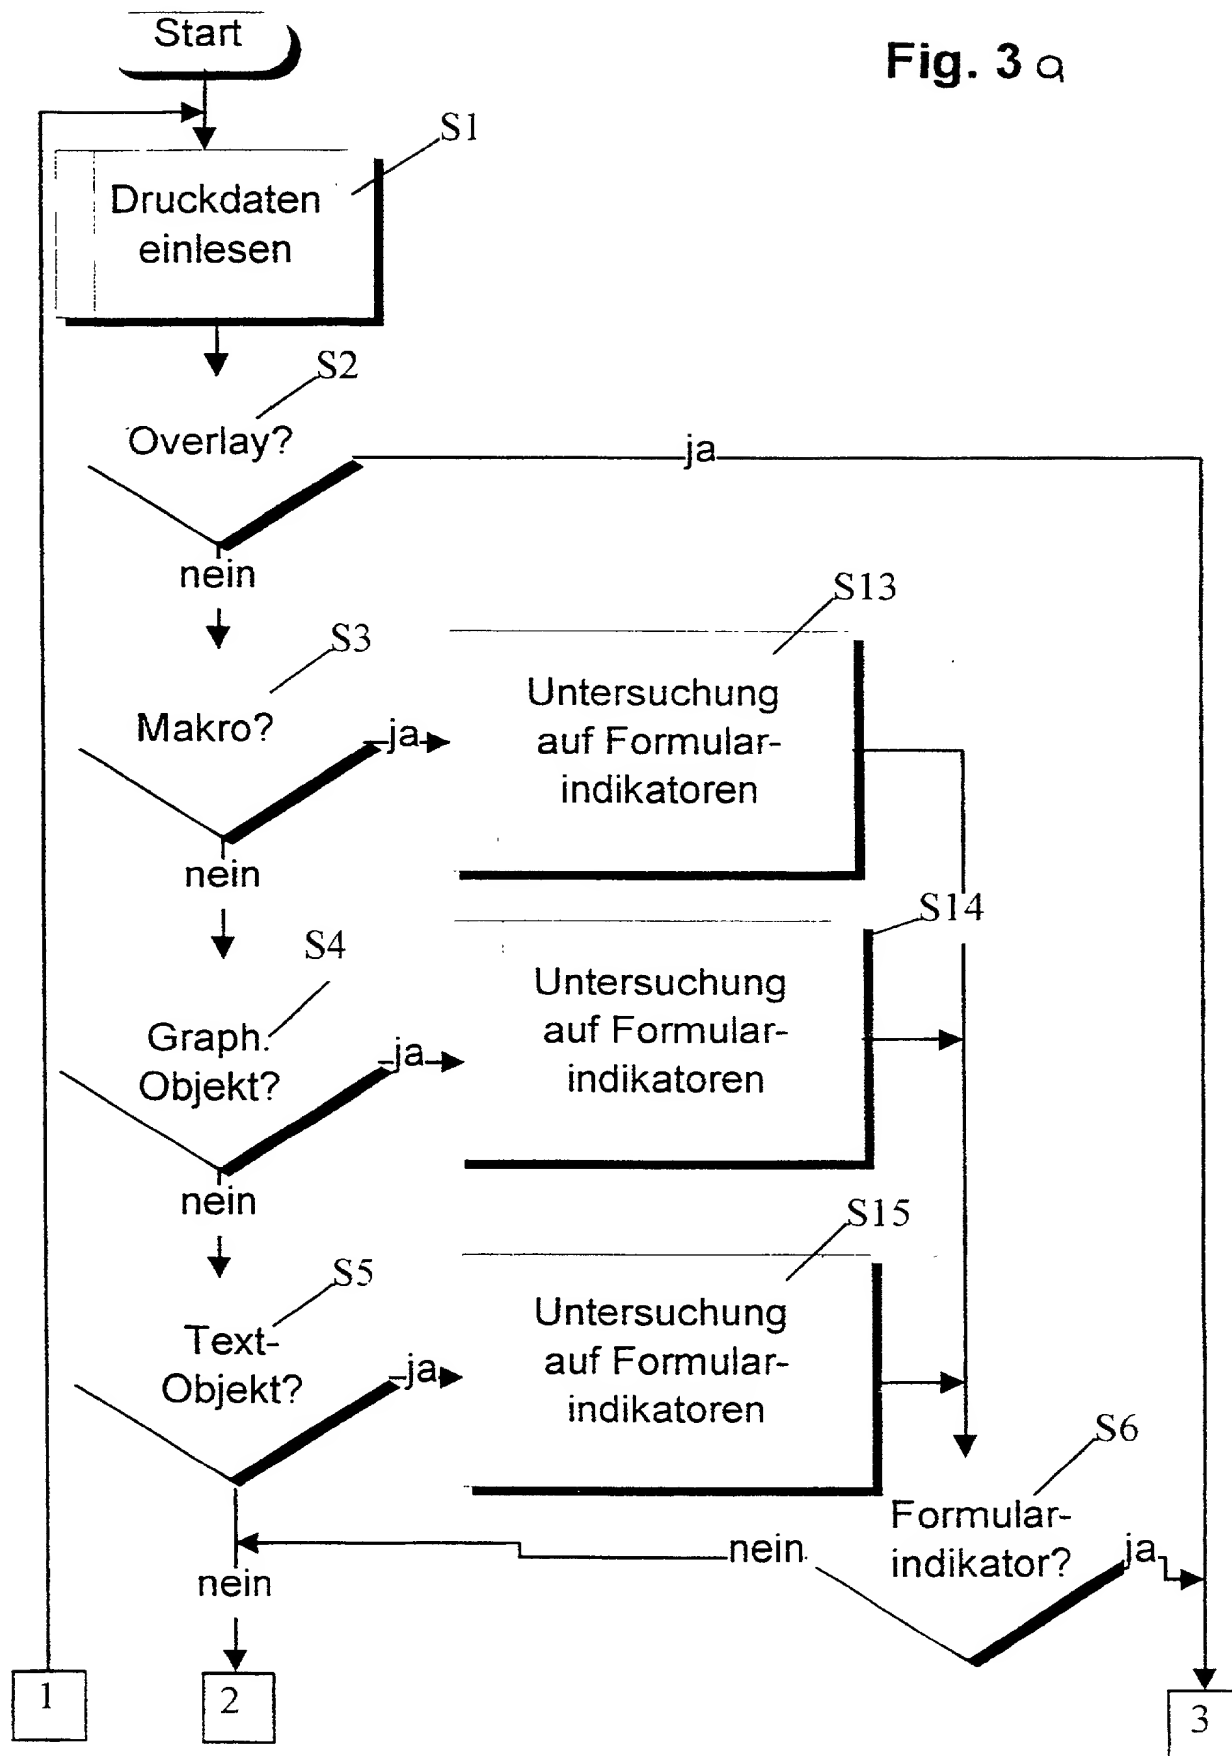 Start
Fig. 3 a
S1
Druckdaten
einlesen
S2
Overlay?
ja
nein
S13
S3
Untersuchung
auf Formular-
indikatoren
Makro?
ja
nein
S14
S4
Untersuchung
auf Formular-
indikatoren
Graph.
Objekt?
ja
nein
S15
S5
Untersuchung
auf Formular-
indikatoren
Text-
Objekt?
ja
S6
Formular-
indikator?
nein
ja
nein
1
2
3